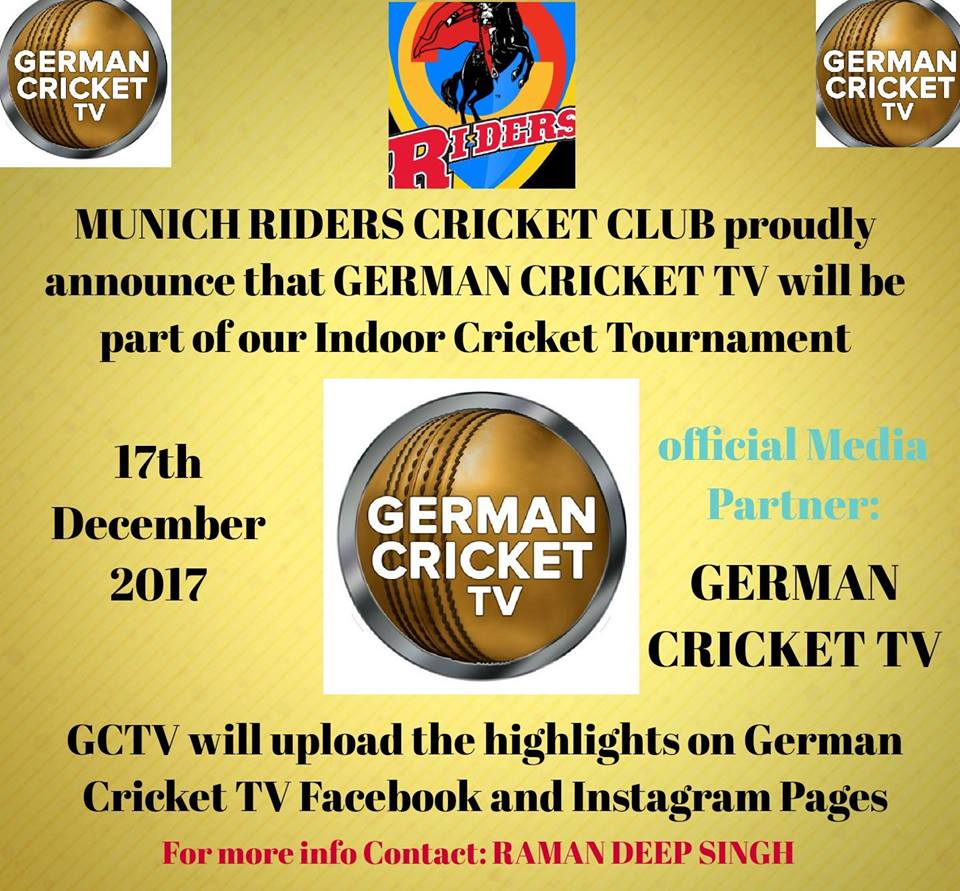 GERMAN
CRICKET
TV
RIDERS
GERMAN
CRICKET
TV
MUNICH RIDERS CRICKET CLUB proudly
announce that GERMAN CRICKET TV will be
part of our Indoor Cricket Tournament
17th
December
2017
GERMAN
CRICKET
TV
official Media
Partner:
GERMAN
CRICKET TV
GCTV will upload the highlights on German
Cricket TV Facebook and Instagram Pages
For more info Contact: RAMAN DEEP SINGH